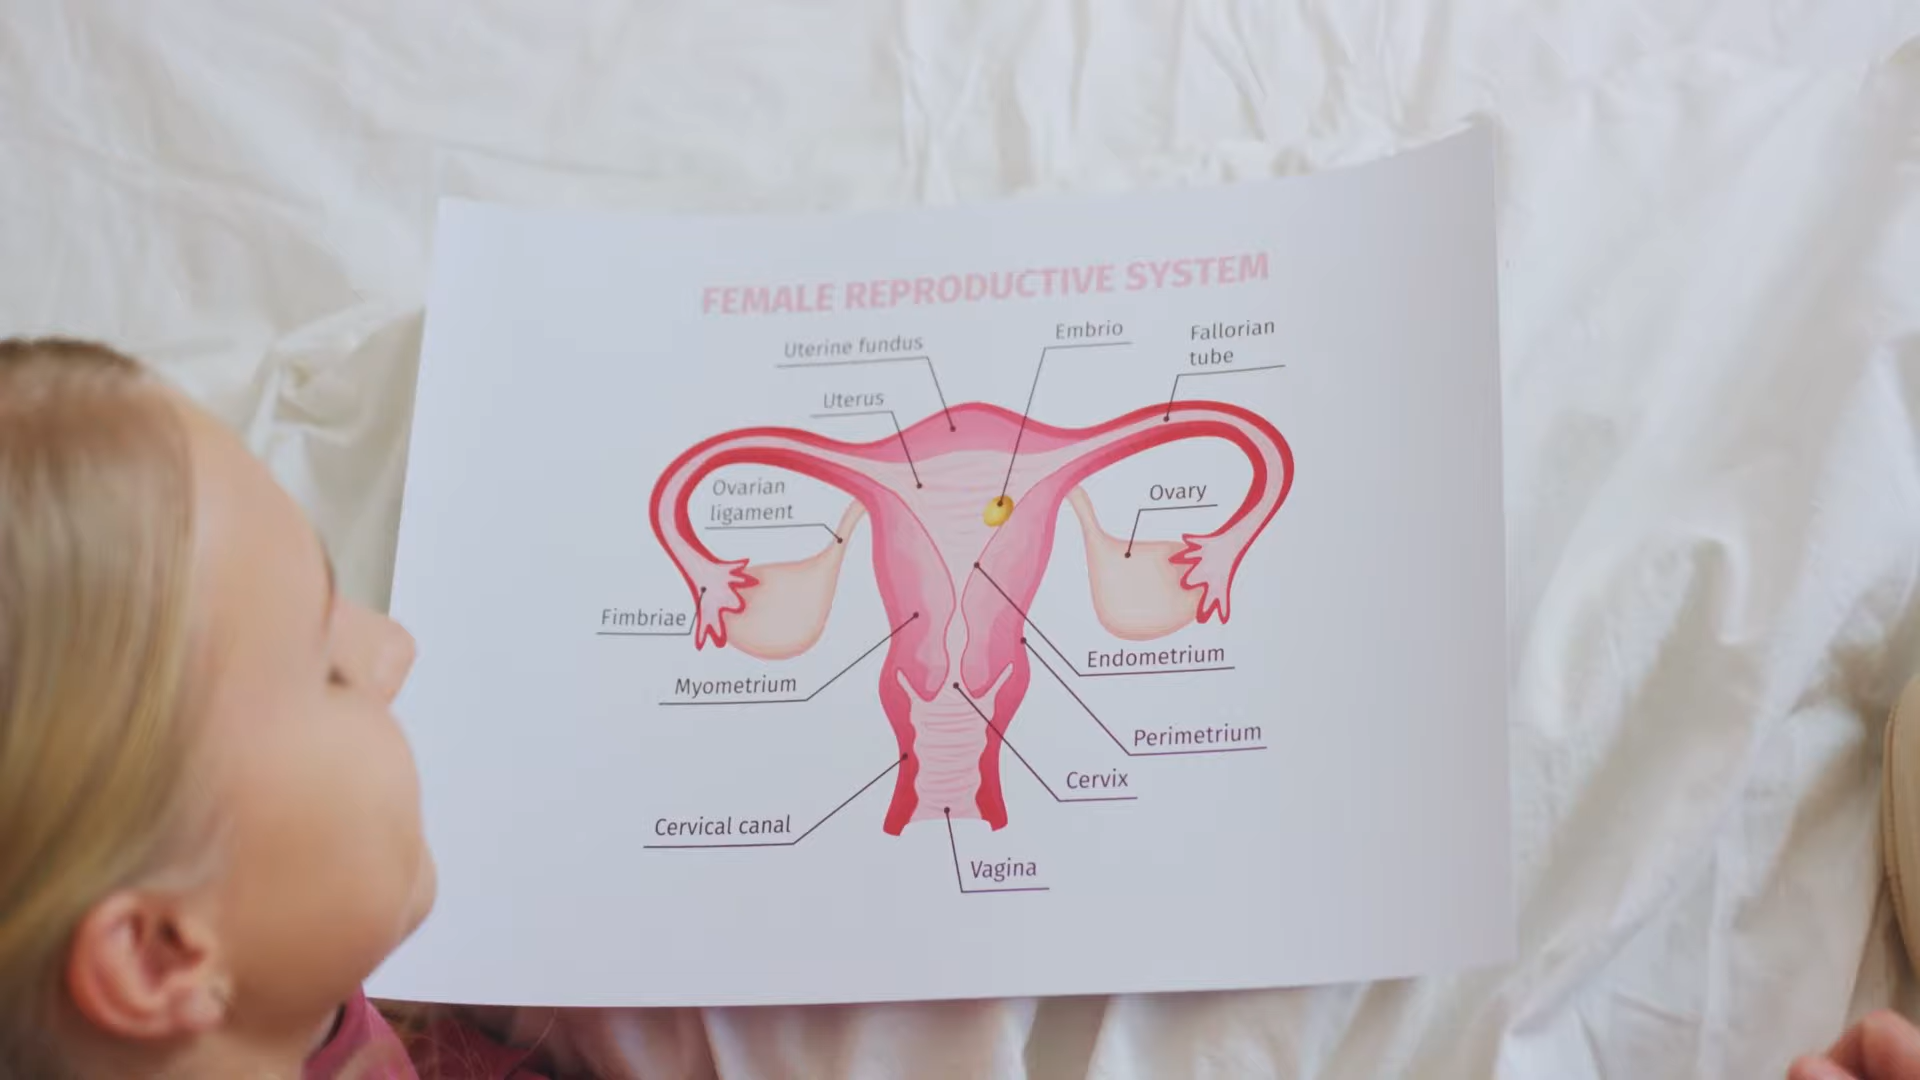 FEMALE REPRODUCTIVE SYSTEM
Uterine fundus
Embrio
Fallorian
tube
Uterus
Ovarian
ligament
Ovary
Fimbriae
Endometrium
Myometrium
Perimetrium
Cervix
Cervical canal
Vagina